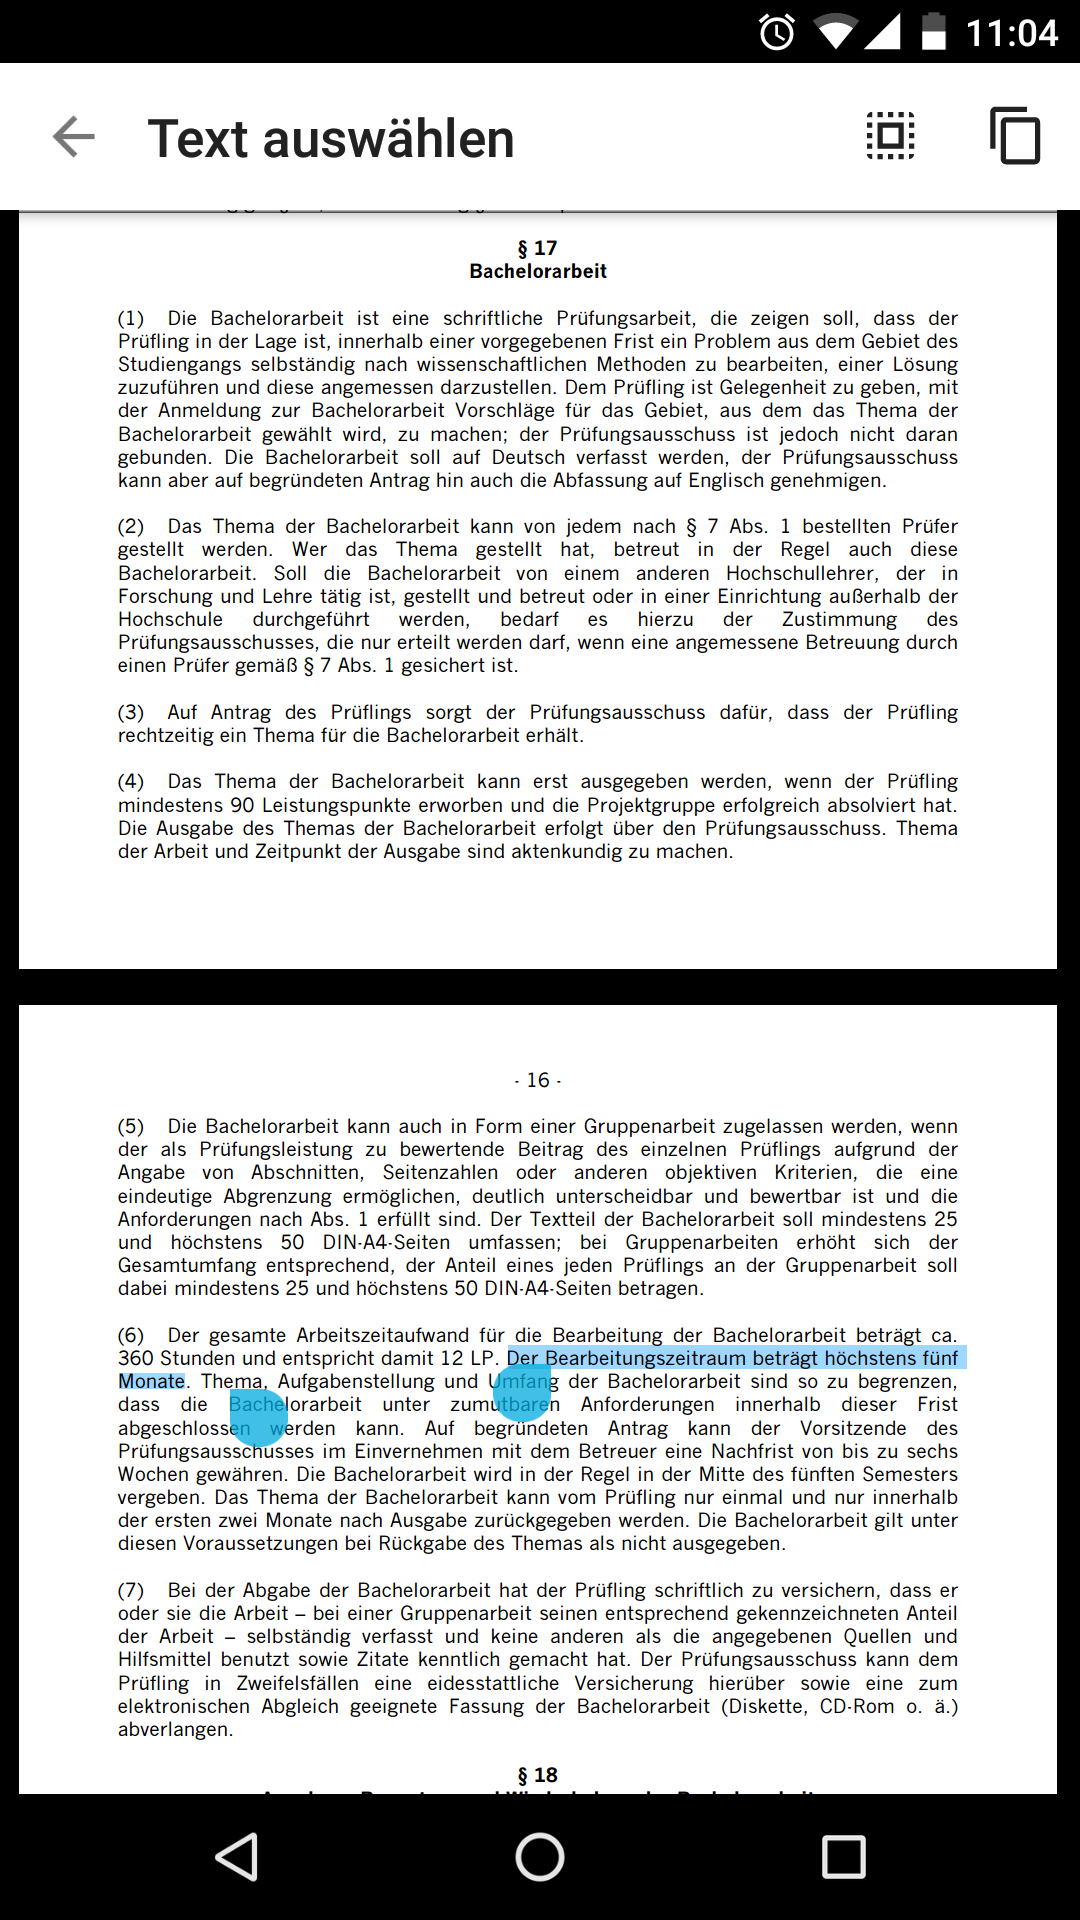 11:04
Text auswählen
§ 17
Bachelorarbeit
(1) Die Bachelorarbeit ist eine schriftliche Prüfungsarbeit, die zeigen soll, dass der
Prüfling in der Lage ist, innerhalb einer vorgegebenen Frist ein Problem aus dem Gebiet des
Studiengangs selbständig nach wissenschaftlichen Methoden zu bearbeiten, einer Lösung
zuzuführen und diese angemessen darzustellen. Dem Prüfling ist Gelegenheit zu geben, mit
der Anmeldung zur Bachelorarbeit Vorschläge für das Gebiet, aus dem das Thema der
Bachelorarbeit gewählt wird, zu machen; der Prüfungsausschuss ist jedoch nicht daran
gebunden. Die Bachelorarbeit soll auf Deutsch verfasst werden, der Prüfungsausschuss
kann aber auf begründeten Antrag hin auch die Abfassung auf Englisch genehmigen.
(2) Das Thema der Bachelorarbeit kann von jedem nach § 7 Abs. 1 bestellten Prüfer
gestellt werden. Wer das Thema gestellt hat, betreut in der Regel auch diese
Bachelorarbeit. Soll die Bachelorarbeit von einem anderen Hochschullehrer, der in
Forschung und Lehre tätig ist, gestellt und betreut oder in einer Einrichtung außerhalb der
Hochschule durchgeführt werden, bedarf es hierzu der Zustimmung des
Prüfungsausschusses, die nur erteilt werden darf, wenn eine angemessene Betreuung durch
einen Prüfer gemäß § 7 Abs. 1 gesichert ist.
(3) Auf Antrag des Prüflings sorgt der Prüfungsausschuss dafür, dass der Prüfling
rechtzeitig ein Thema für die Bachelorarbeit erhält.
(4) Das Thema der Bachelorarbeit kann erst ausgegeben werden, wenn der Prüfling
mindestens 90 Leistungspunkte erworben und die Projektgruppe erfolgreich absolviert hat.
Die Ausgabe des Themas der Bachelorarbeit erfolgt über den Prüfungsausschuss. Thema
der Arbeit und Zeitpunkt der Ausgabe sind aktenkundig zu machen.
- 16 -
(5) Die Bachelorarbeit kann auch in Form einer Gruppenarbeit zugelassen werden, wenn
der als Prüfungsleistung zu bewertende Beitrag des einzelnen Prüflings aufgrund der
Angabe von Abschnitten, Seitenzahlen oder anderen objektiven Kriterien, die eine
eindeutige Abgrenzung ermöglichen, deutlich unterscheidbar und bewertbar ist und die
Anforderungen nach Abs. 1 erfüllt sind. Der Textteil der Bachelorarbeit soll mindestens 25
und höchstens 50 DIN-A4-Seiten umfassen; bei Gruppenarbeiten erhöht sich der
Gesamtumfang entsprechend, der Anteil eines jeden Prüflings an der Gruppenarbeit soll
dabei mindestens 25 und höchstens 50 DIN-A4-Seiten betragen.
(6) Der gesamte Arbeitszeitaufwand für die Bearbeitung der Bachelorarbeit beträgt ca.
360 Stunden und entspricht damit 12 LP. Der Bearbeitungszeitraum beträgt höchstens fünf
Monate. Thema, Aufgabenstellung und Umfang der Bachelorarbeit sind so zu begrenzen,
dass die Bachelorarbeit unter zumutbaren Anforderungen innerhalb dieser Frist
abgeschlossen werden kann. Auf begründeten Antrag kann der Vorsitzende des
Prüfungsausschusses im Einvernehmen mit dem Betreuer eine Nachfrist von bis zu sechs
Wochen gewähren. Die Bachelorarbeit wird in der Regel in der Mitte des fünften Semesters
vergeben. Das Thema der Bachelorarbeit kann vom Prüfling nur einmal und nur innerhalb
der ersten zwei Monate nach Ausgabe zurückgegeben werden. Die Bachelorarbeit gilt unter
diesen Voraussetzungen bei Rückgabe des Themas als nicht ausgegeben.
(7) Bei der Abgabe der Bachelorarbeit hat der Prüfling schriftlich zu versichern, dass er
oder sie die Arbeit – bei einer Gruppenarbeit seinen entsprechend gekennzeichneten Anteil
der Arbeit – selbständig verfasst und keine anderen als die angegebenen Quellen und
Hilfsmittel benutzt sowie Zitate kenntlich gemacht hat. Der Prüfungsausschuss kann dem
Prüfling in Zweifelsfällen eine eidesstattliche Versicherung hierüber sowie eine zum
elektronischen Abgleich geeignete Fassung der Bachelorarbeit (Diskette, CD-Rom o. ä.)
abverlangen.
§ 18